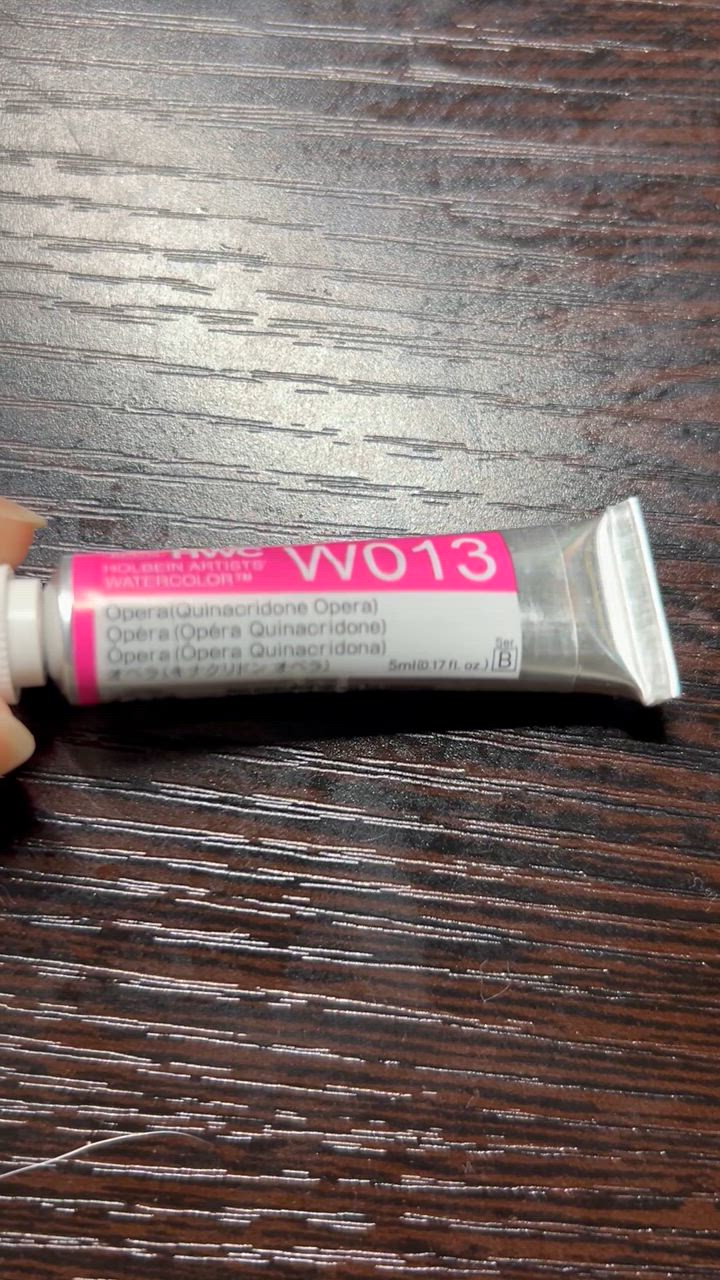 HWC
HOLBEIN ARTISTS'
WATERCOLOR™
W013
Opera(Quinacridone Opera)
Opéra (Opéra Quinacridone)
Ópera (Ópera Quinacridona)
オペラ(キナクリドン オペラ)
5ml(0.17 fl. oz.)
Ser.
B